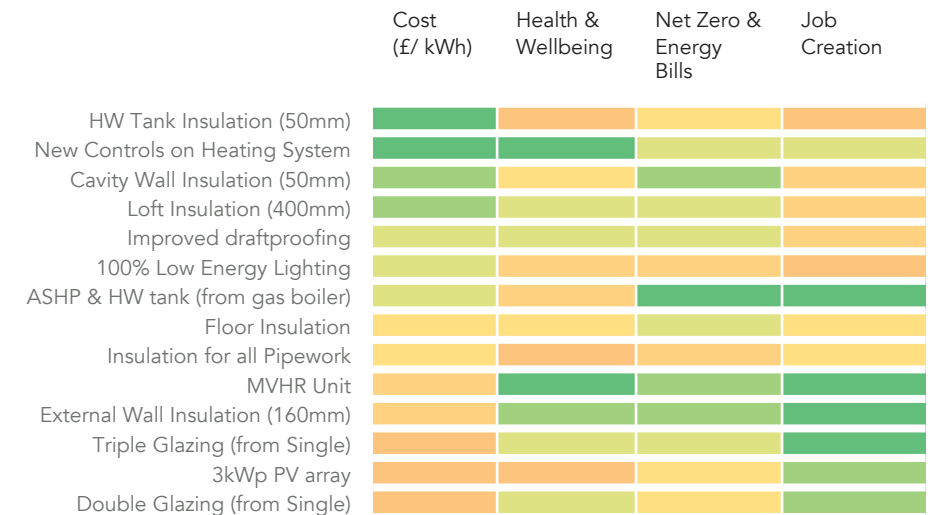 Cost
(£/ kWh)
Health &
Wellbeing
Net Zero &
Energy
Bills
Job
Creation
HW Tank Insulation (50mm)
New Controls on Heating System
Cavity Wall Insulation (50mm)
Loft Insulation (400mm)
Improved draftproofing
100% Low Energy Lighting
ASHP & HW tank (from gas boiler)
Floor Insulation
Insulation for all Pipework
MVHR Unit
External Wall Insulation (160mm)
Triple Glazing (from Single)
3kWp PV array
Double Glazing (from Single)